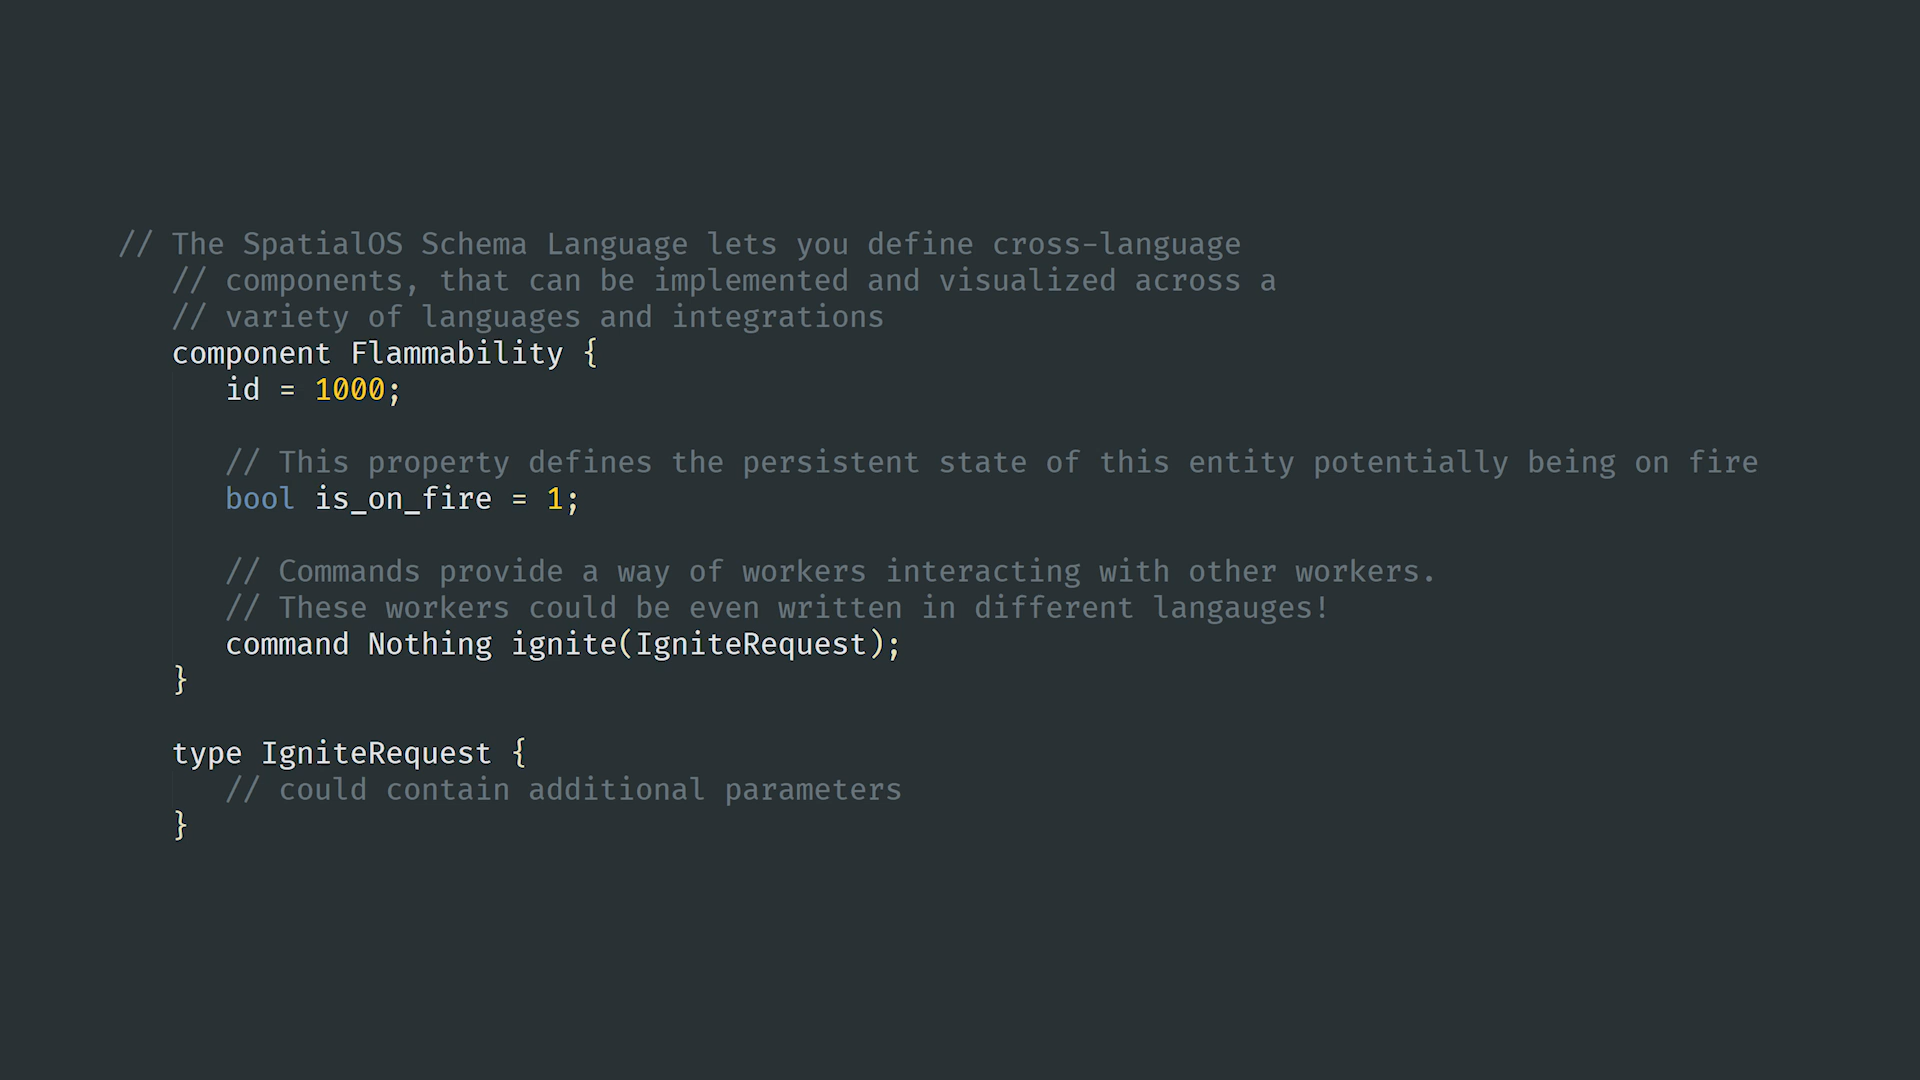 // The SpatialOS Schema Language lets you define cross-language
// components, that can be implemented and visualized across a
// variety of languages and integrations
component Flammability {
id = 1000;
// This property defines the persistent state of this entity potentially being on fire
bool is_on_fire = 1;
// Commands provide a way of workers interacting with other workers.
// These workers could be even written in different langauges!
command Nothing ignite(IgniteRequest);
}
type IgniteRequest {
// could contain additional parameters
}